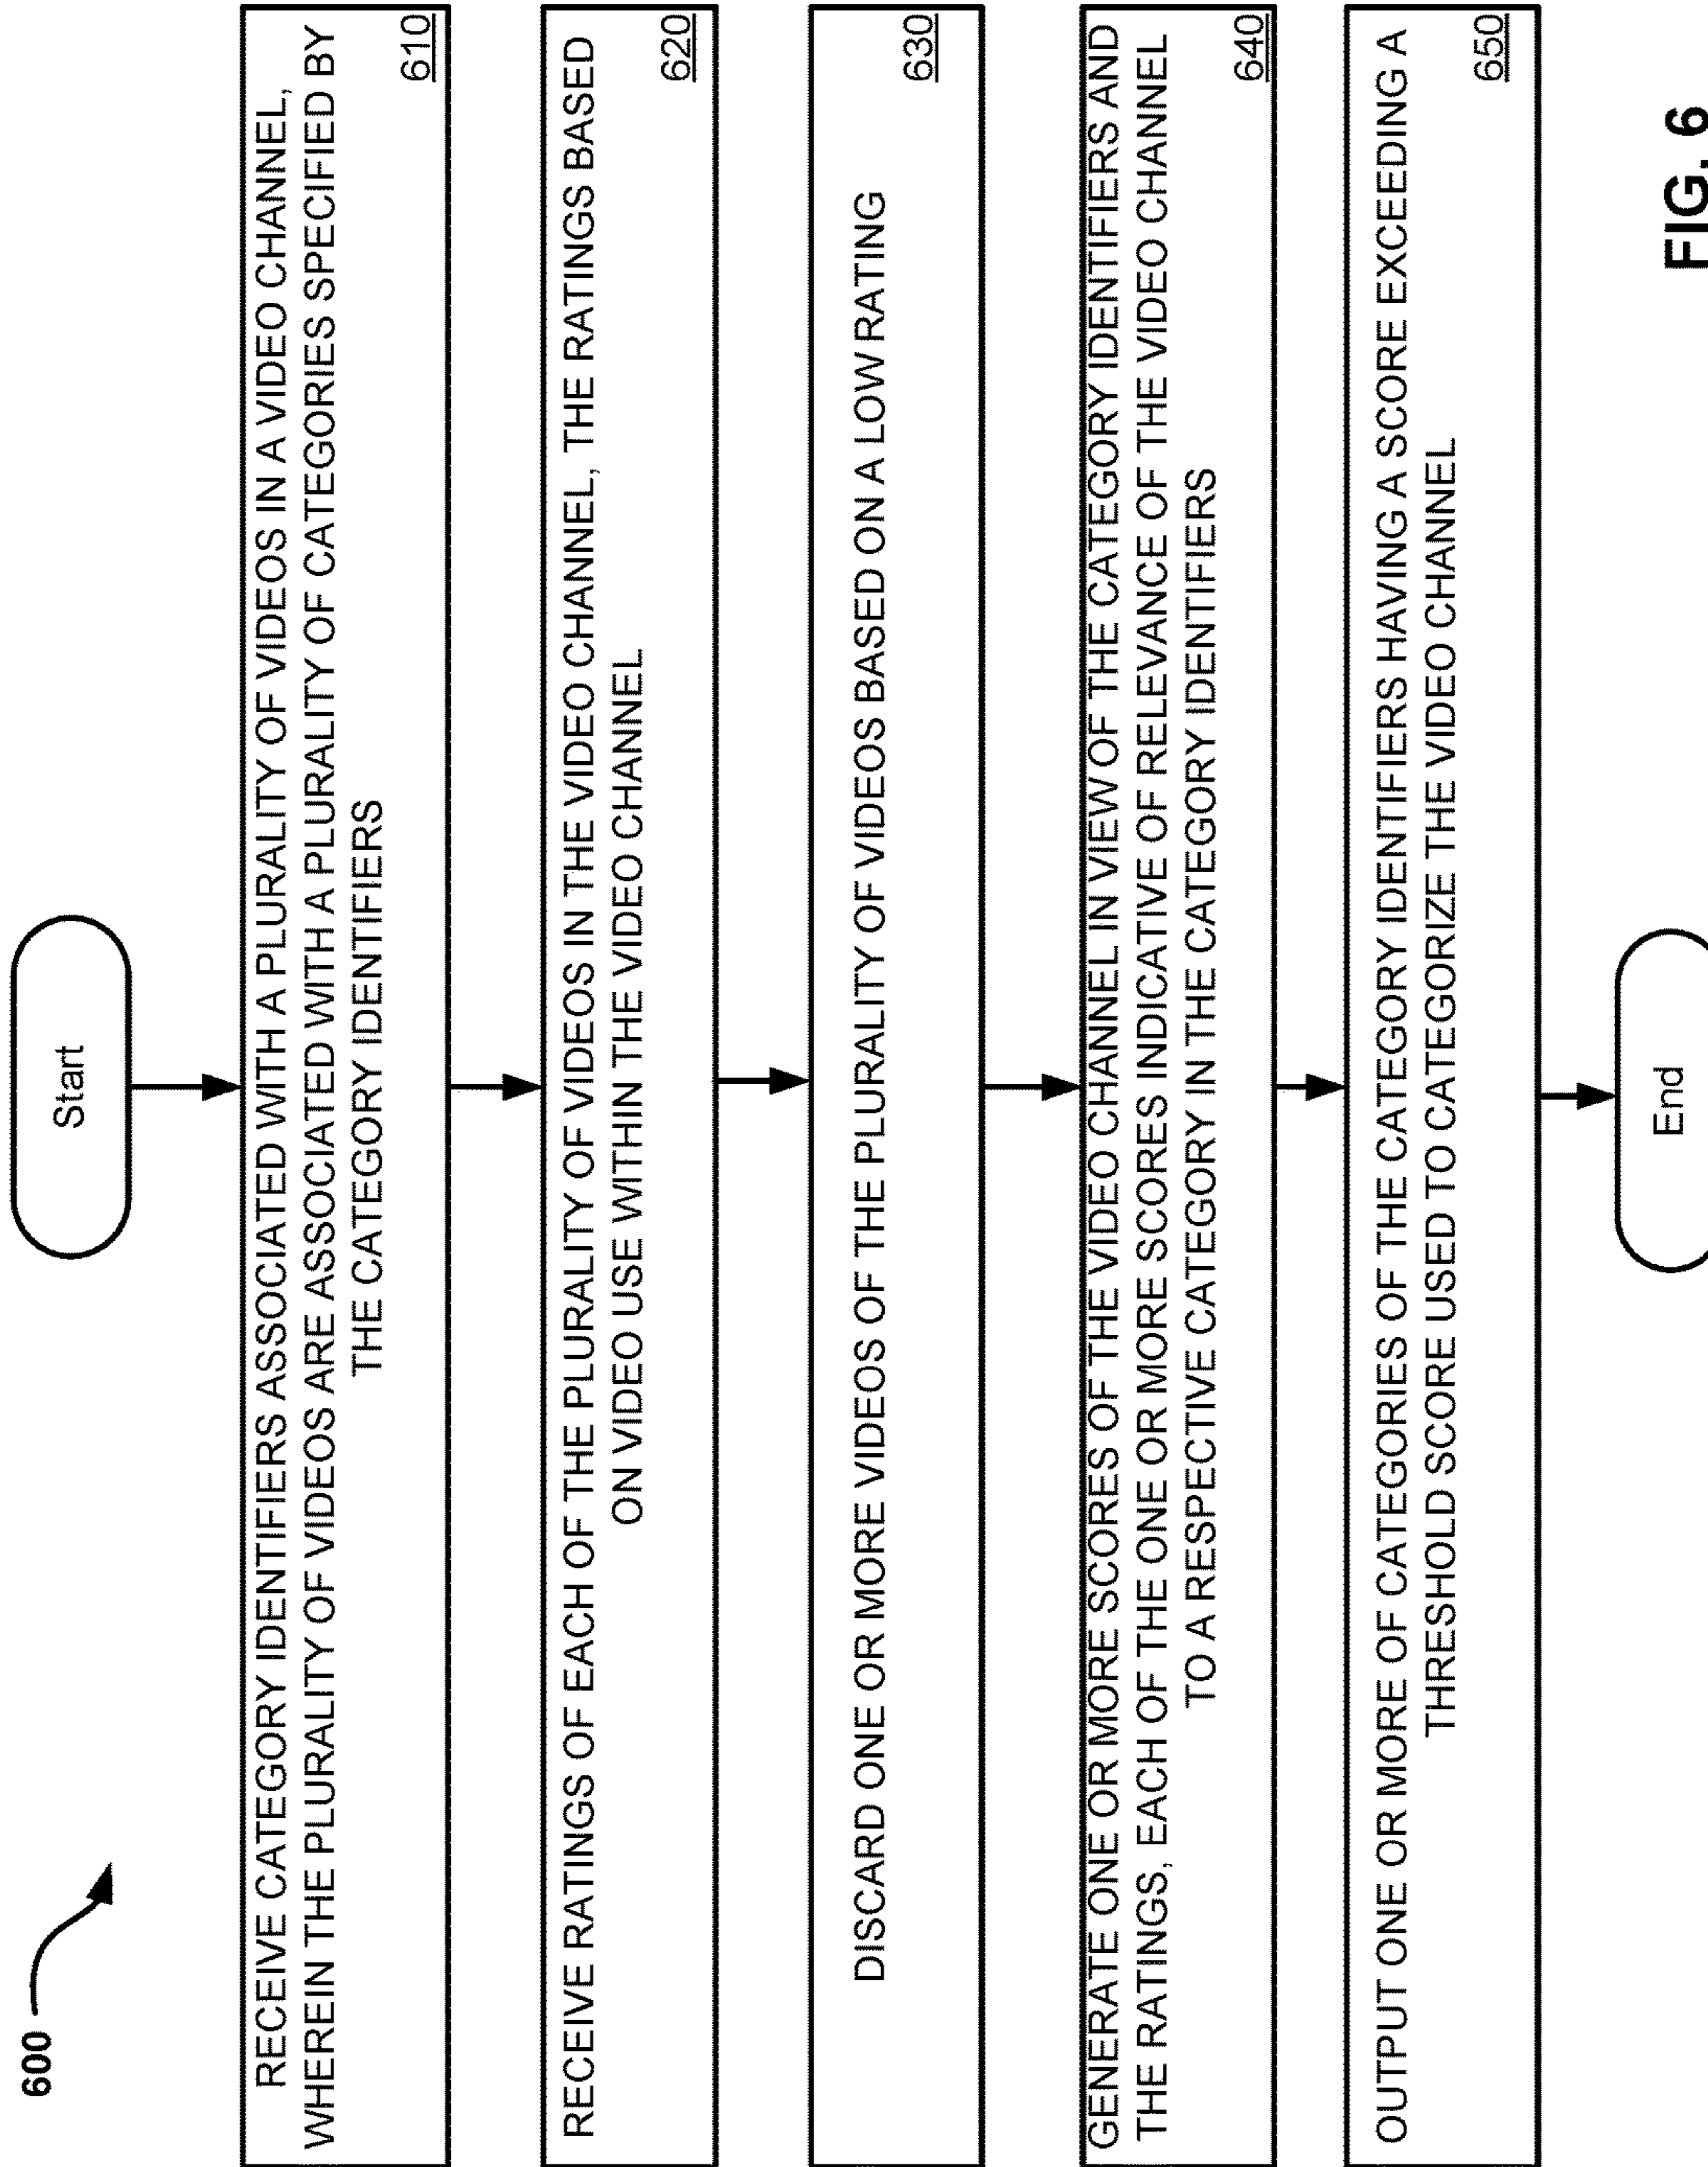 600
Start
RECEIVE CATEGORY IDENTIFIERS ASSOCIATED WITH A PLURALITY OF VIDEOS IN A VIDEO CHANNEL,
WHEREIN THE PLURALITY OF VIDEOS ARE ASSOCIATED WITH A PLURALITY OF CATEGORIES SPECIFIED BY
THE CATEGORY IDENTIFIERS
610
RECEIVE RATINGS OF EACH OF THE PLURALITY OF VIDEOS IN THE VIDEO CHANNEL, THE RATINGS BASED
ON VIDEO USE WITHIN THE VIDEO CHANNEL
620
DISCARD ONE OR MORE VIDEOS OF THE PLURALITY OF VIDEOS BASED ON A LOW RATING
630
GENERATE ONE OR MORE SCORES OF THE VIDEO CHANNEL IN VIEW OF THE CATEGORY IDENTIFIERS AND
THE RATINGS, EACH OF THE ONE OR MORE SCORES INDICATIVE OF RELEVANCE OF THE VIDEO CHANNEL
TO A RESPECTIVE CATEGORY IN THE CATEGORY IDENTIFIERS
640
OUTPUT ONE OR MORE OF CATEGORIES OF THE CATEGORY IDENTIFIERS HAVING A SCORE EXCEEDING A
THRESHOLD SCORE USED TO CATEGORIZE THE VIDEO CHANNEL
650
End
FIG. 6